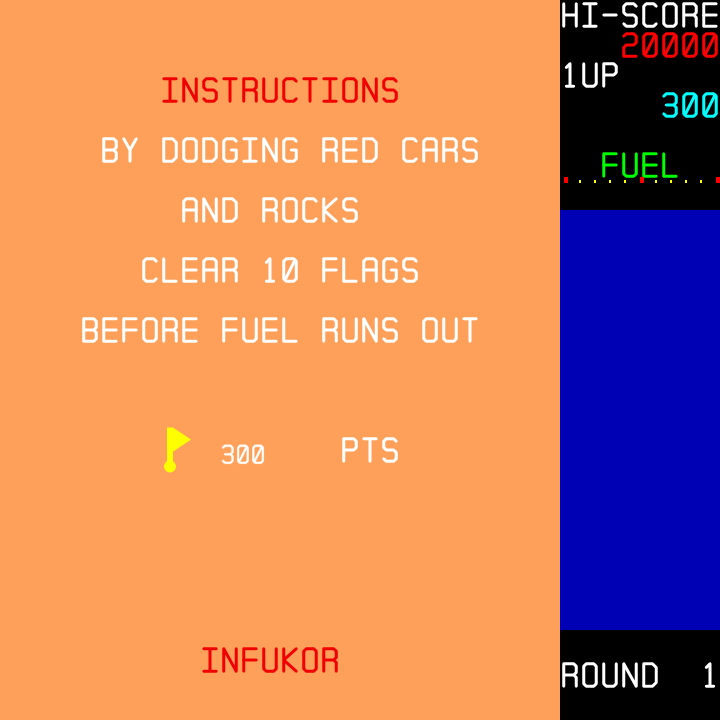 INSTRUCTIONS
BY DODGING RED CARS
AND ROCKS
CLEAR 10 FLAGS
BEFORE FUEL RUNS OUT
300 PTS
INFUKOR
HI-SCORE
20000
1UP
300
FUEL
ROUND 1